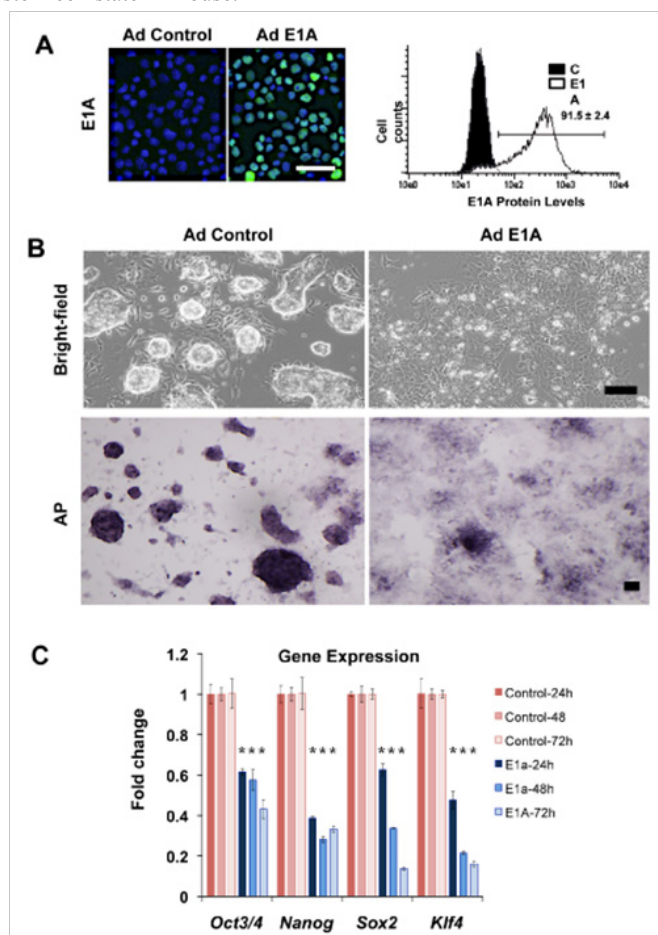 A
Ad Control Ad E1A
E1A
Cell
counts
C
E1
A
91.5 ± 2.4
10e0 10e1 10e2 10e3 10e4
E1A Protein Levels
B
Ad Control Ad E1A
Bright-field
AP
C
Gene Expression
Fold change
1.2
1
0.8
0.6
0.4
0.2
0
*** *** *** ***
Oct3/4 Nanog Sox2 Klf4
Control-24h
Control-48
Control-72h
E1a-24h
E1a-48h
E1A-72h